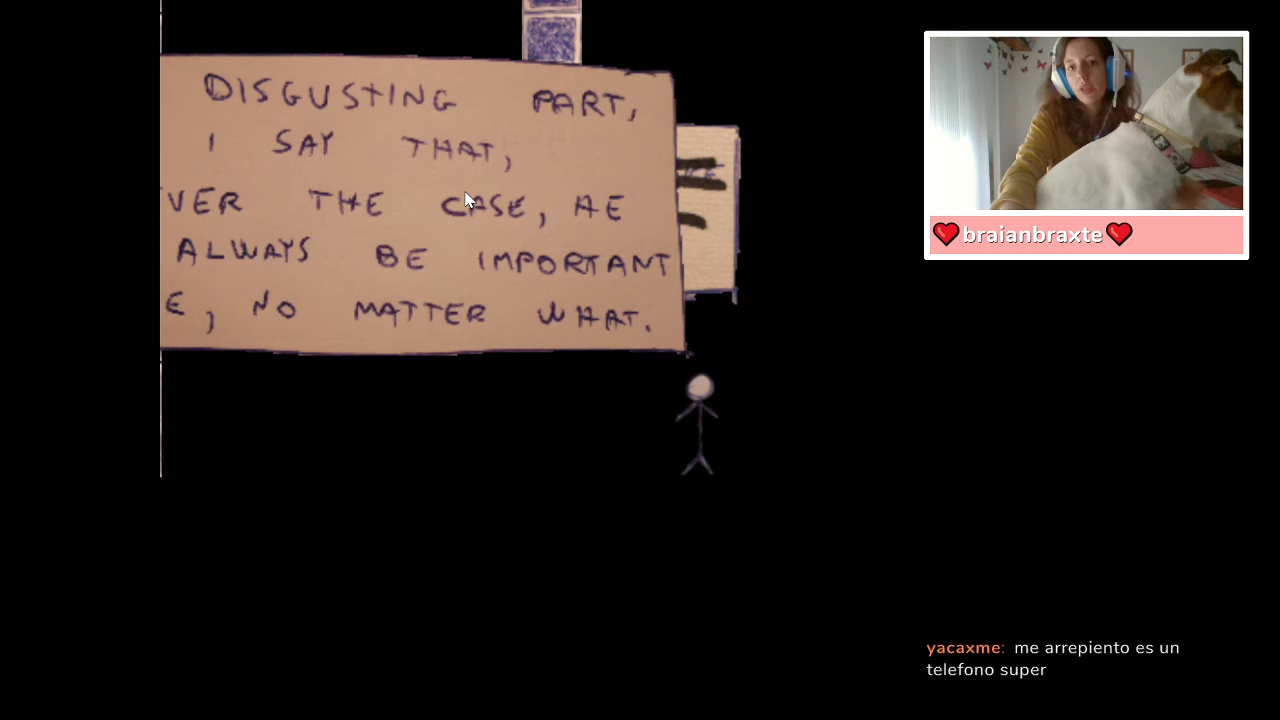 DISGUSTING PART,
I SAY THAT,
VER THE CASE, HE
ALWAYS BE IMPORTANT
E, NO MATTER WHAT.
braianbraxte
yacaxme: me arrepiento es un
telefono super